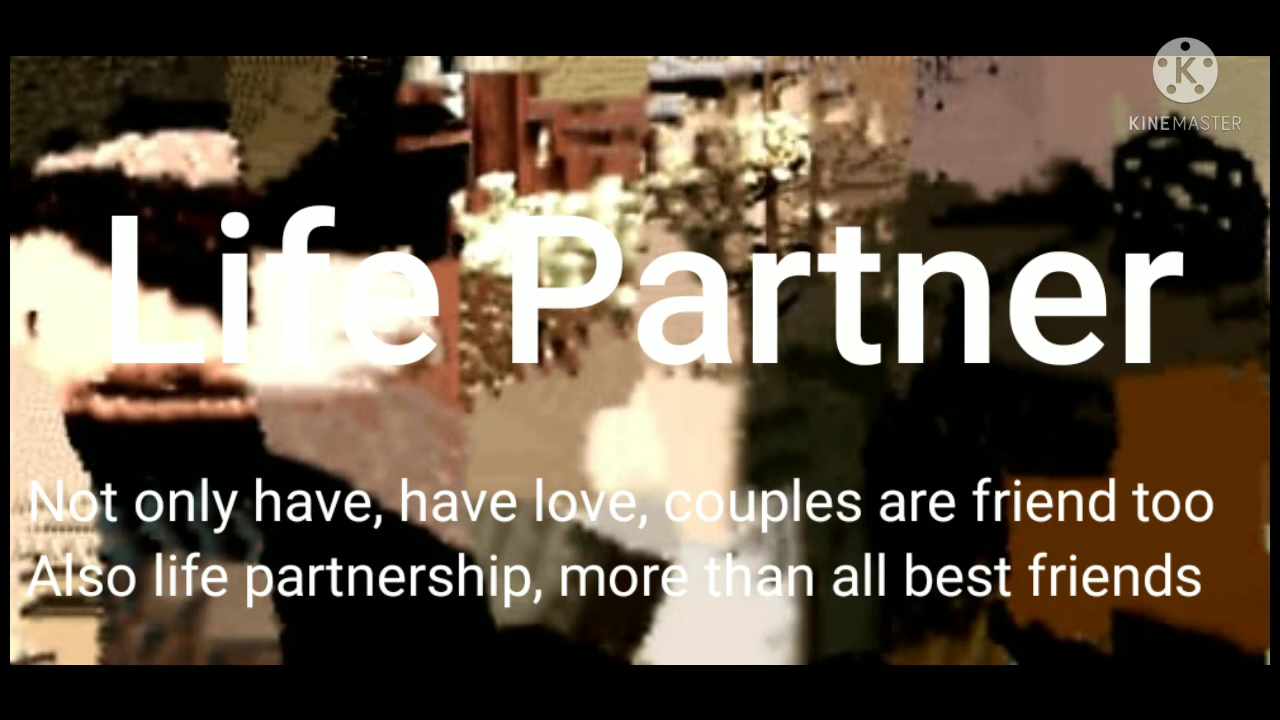 KINEMASTER
Life Partner
Not only have, have love, couples are friend too
Also life partnership, more than all best friends